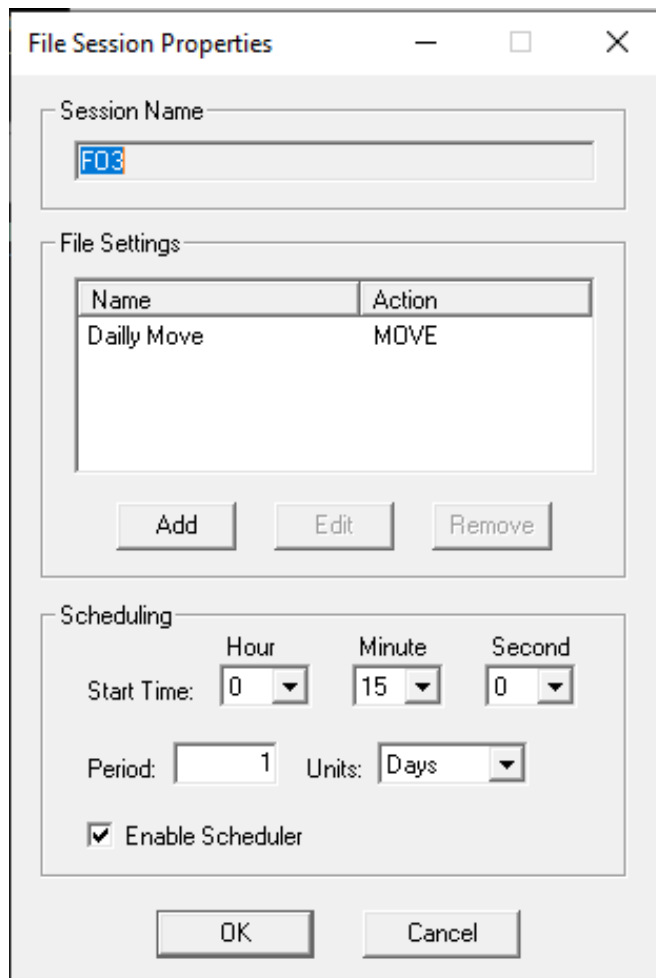 File Session Properties
Session Name
FO3
File Settings
Name Action
Dailly Move MOVE
Add Edit Remove
Scheduling
Hour Minute Second
Start Time: 0 15 0
Period: 1 Units: Days
Enable Scheduler
OK Cancel